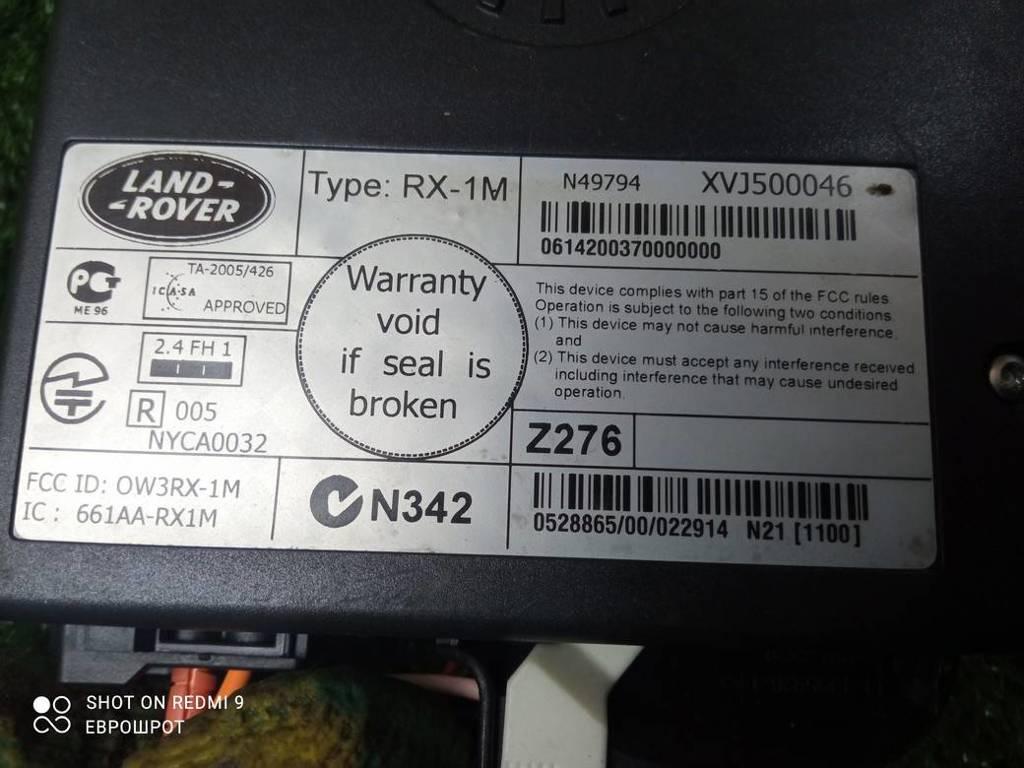 LAND-
-ROVER
Type: RX-1M
N49794 XVJ500046
0614200370000000
ME 96
TA-2005/426
ICASA
APPROVED
2.4 FH 1
R 005
NYCA0032
Warranty
void
if seal is
broken
This device complies with part 15 of the FCC rules
Operation is subject to the following two conditions
(1) This device may not cause harmful interference,
and
(2) This device must accept any interference received
including interference that may cause undesired
operation.
Z276
FCC ID: OW3RX-1M
IC : 661AA-RX1M
N342
0528865/00/022914 N21 [1100]
SHOT ON REDMI 9
ЕВРОШРОТ